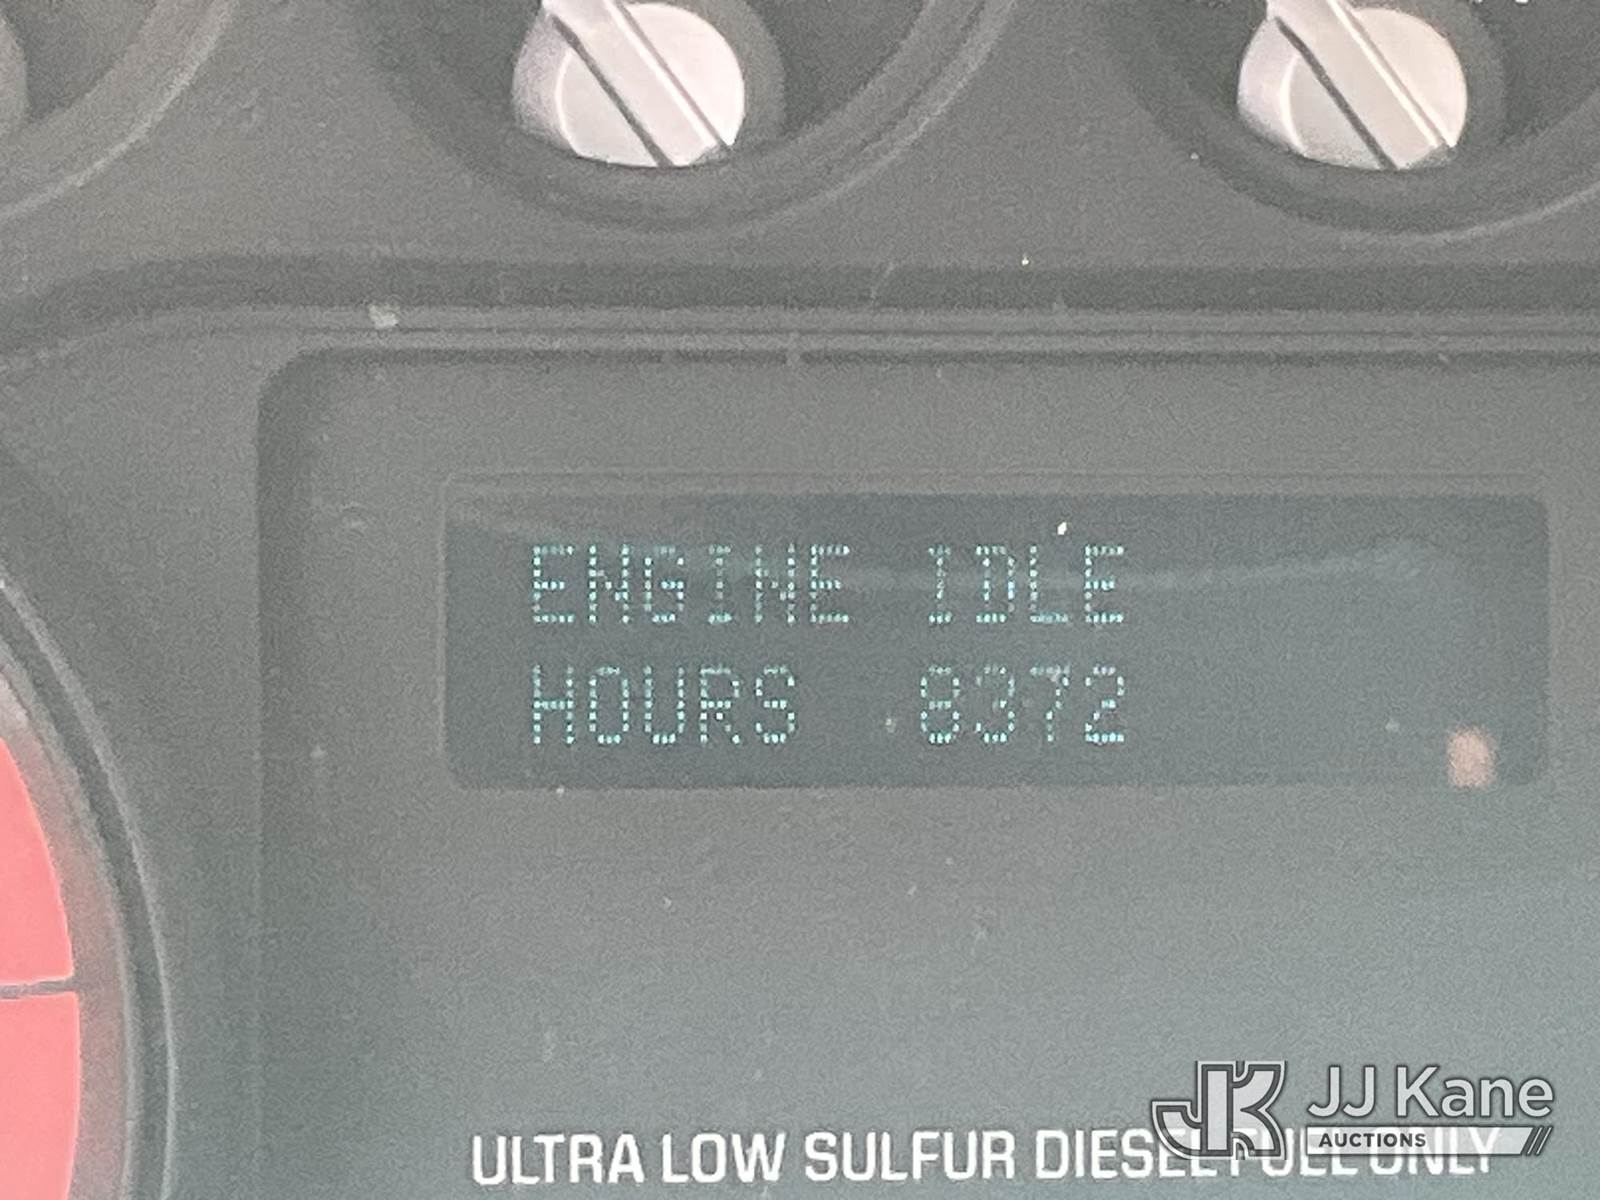 ENGINE IDLE
HOURS 8372
ULTRA LOW SULFUR DIESEL FUEL ONLY
JJ Kane
AUCTIONS